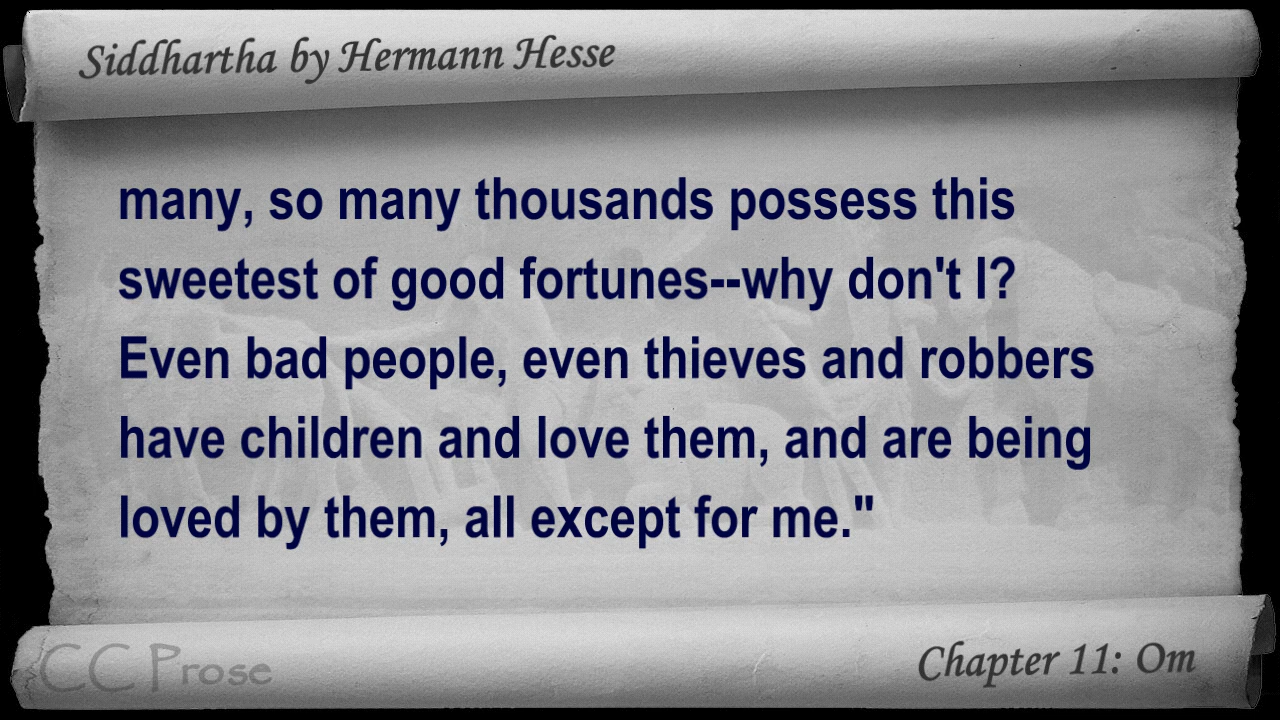 Siddhartha by Hermann Hesse
many, so many thousands possess this
sweetest of good fortunes--why don't I?
Even bad people, even thieves and robbers
have children and love them, and are being
loved by them, all except for me."
CC Prose
Chapter 11: Om